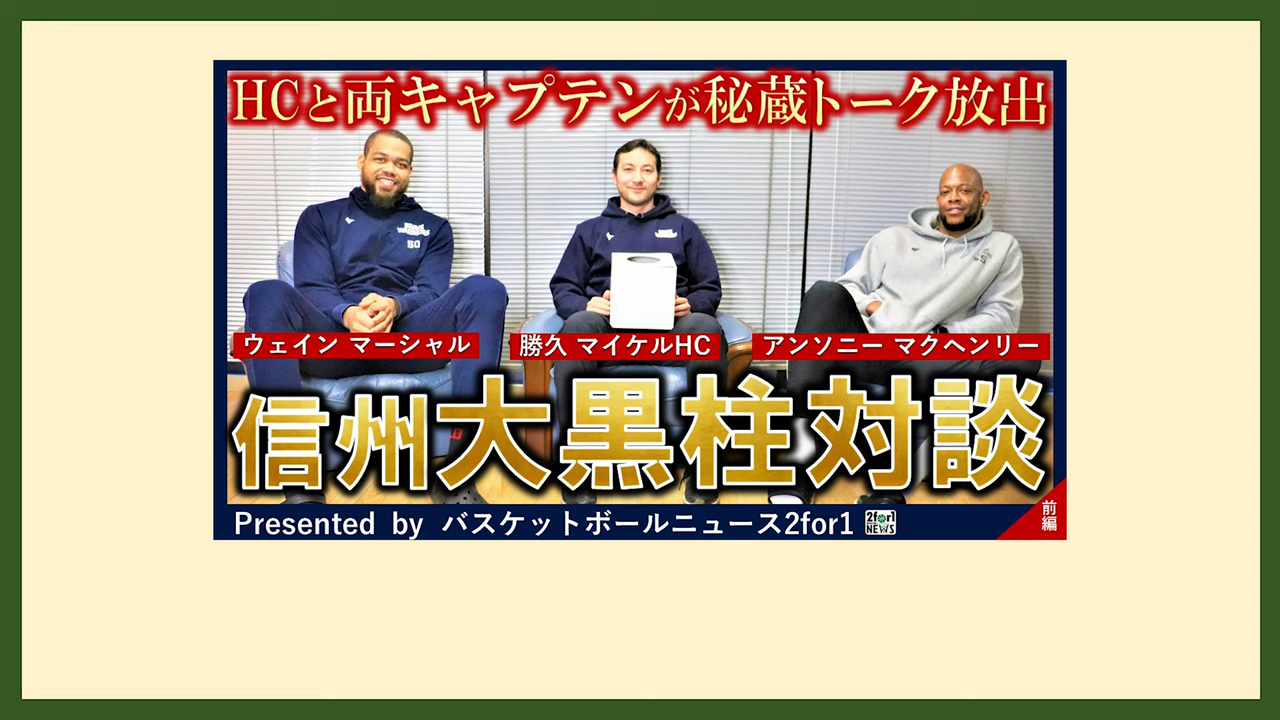 HCと両キャプテンが秘蔵トーク放出
50
ウェイン マーシャル
勝久 マイケルHC
アンソニー マクヘンリー
信州大黒柱対談
前編
Presented by バスケットボールニュース2for1
2for1
NEWS